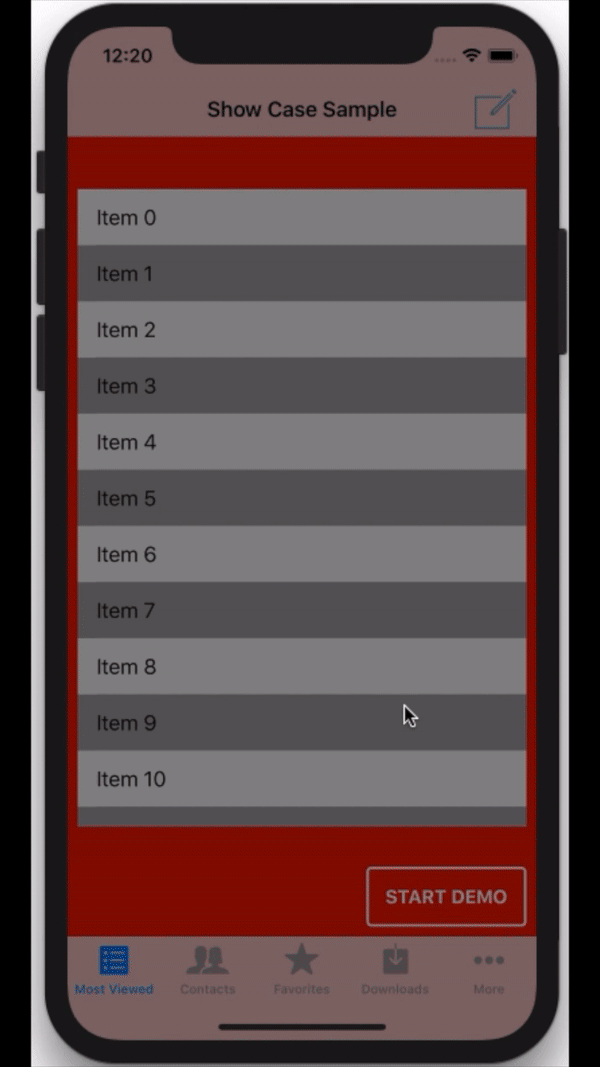 12:20
Show Case Sample
Item 0
Item 1
Item 2
Item 3
Item 4
Item 5
Item 6
Item 7
Item 8
Item 9
Item 10
START DEMO
Most Viewed
Contacts
Favorites
Downloads
More